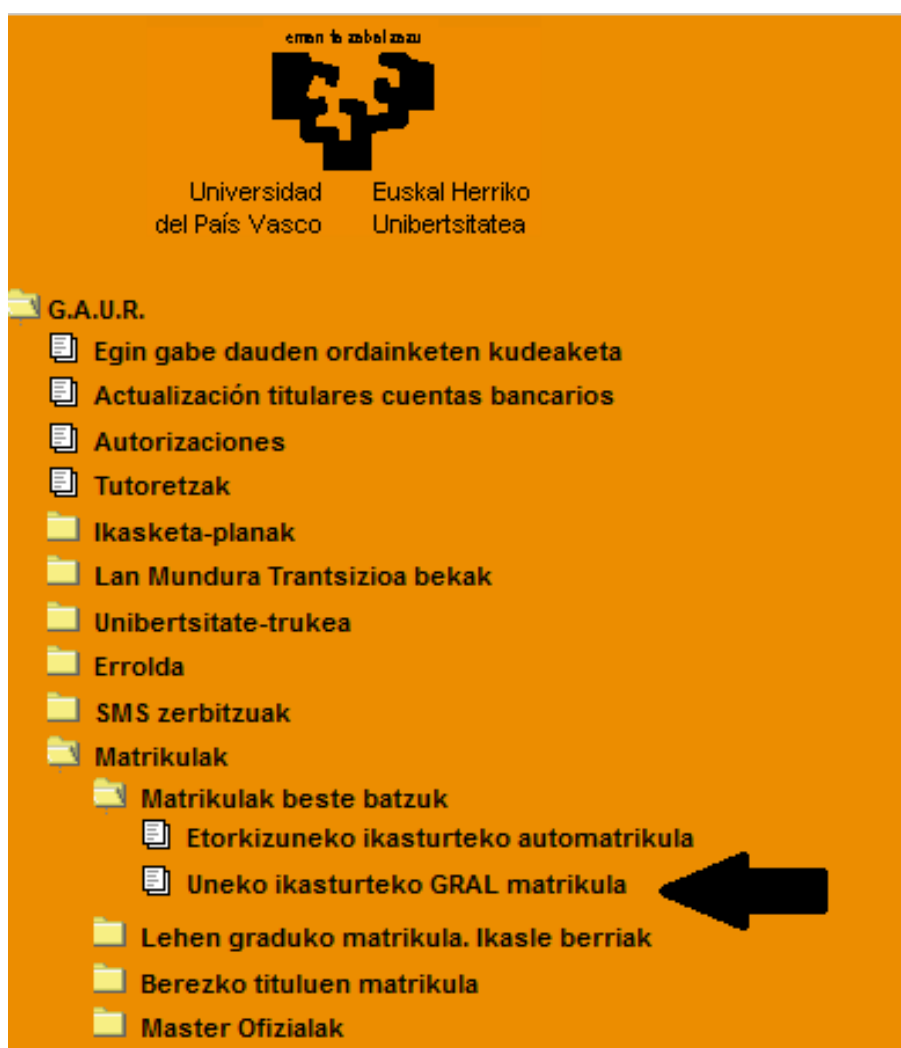 eman ta zabal zazu
Universidad Euskal Herriko
del País Vasco Unibertsitatea
G.A.U.R.
Egin gabe dauden ordainketen kudeaketa
Actualización titulares cuentas bancarios
Autorizaciones
Tutoretzak
Ikasketa-planak
Lan Mundura Trantsizioa bekak
Unibertsitate-trukea
Errolda
SMS zerbitzuak
Matrikulak
Matrikulak beste batzuk
Etorkizuneko ikasturteko automatrikula
Uneko ikasturteko GRAL matrikula
Lehen graduko matrikula. Ikasle berriak
Berezko tituluen matrikula
Master Ofizialak